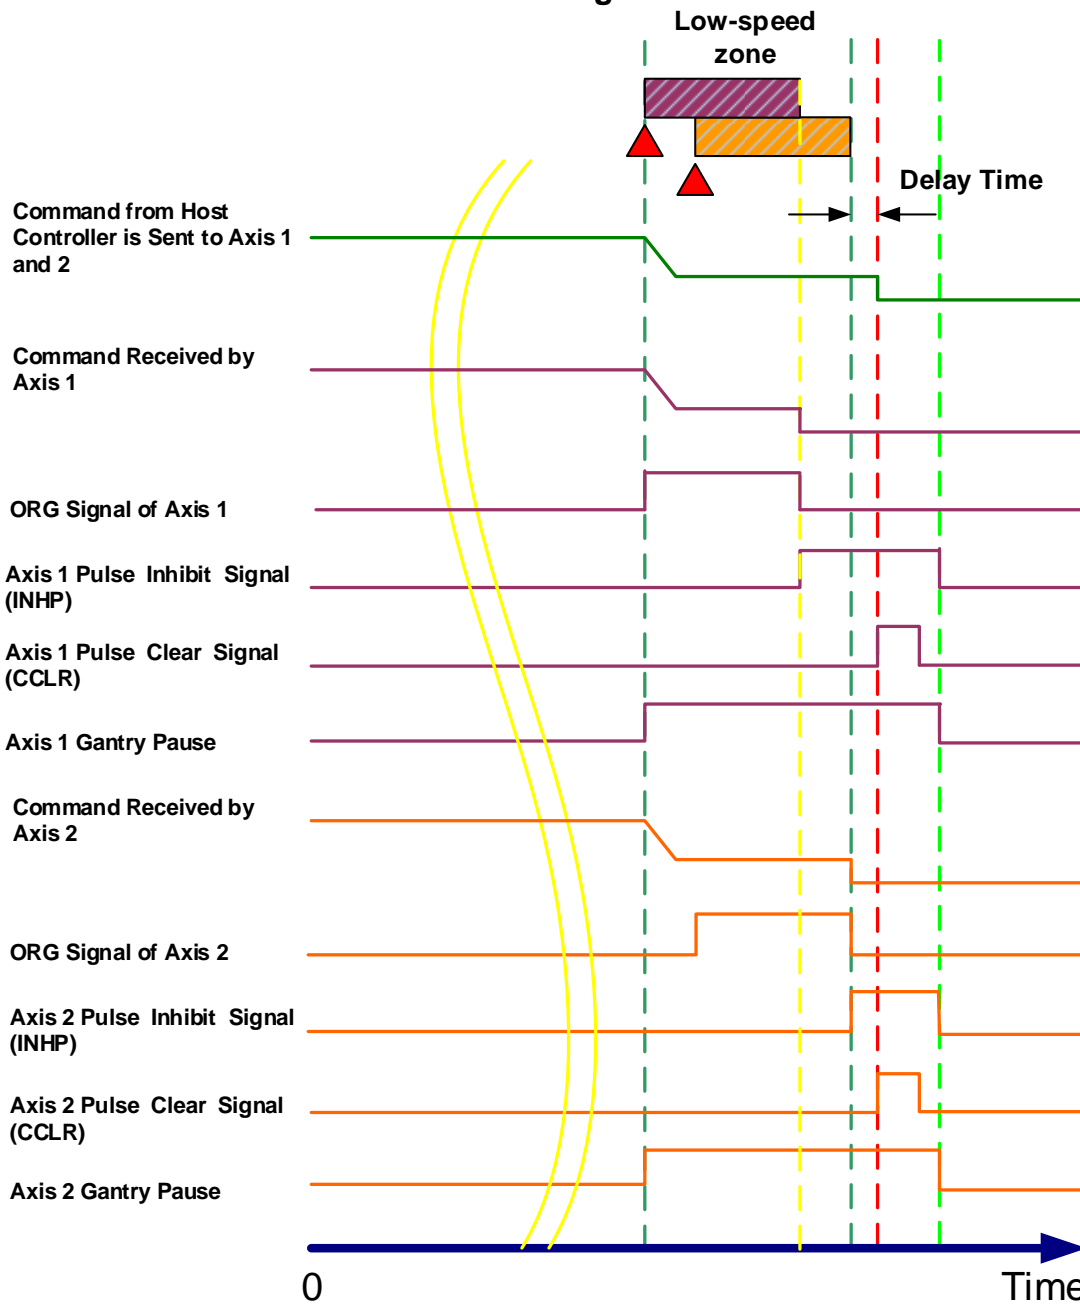 Low-speed
zone
Delay Time
Command from Host
Controller is Sent to Axis 1
and 2
Command Received by
Axis 1
ORG Signal of Axis 1
Axis 1 Pulse Inhibit Signal
(INHP)
Axis 1 Pulse Clear Signal
(CCLR)
Axis 1 Gantry Pause
Command Received by
Axis 2
ORG Signal of Axis 2
Axis 2 Pulse Inhibit Signal
(INHP)
Axis 2 Pulse Clear Signal
(CCLR)
Axis 2 Gantry Pause
0
Time